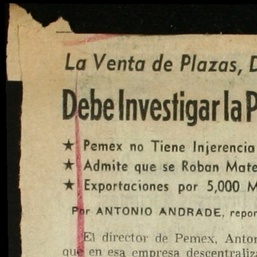 La Venta de Plazas, D
Debe Investigar la P
★ Pemex no Tiene Injerencia
★ Admite que se Roban Mate
★ Exportaciones por 5,000 M
Por ANTONIO ANDRADE, repor
El director de Pemex, Anton
que en esa empresa descentraliz